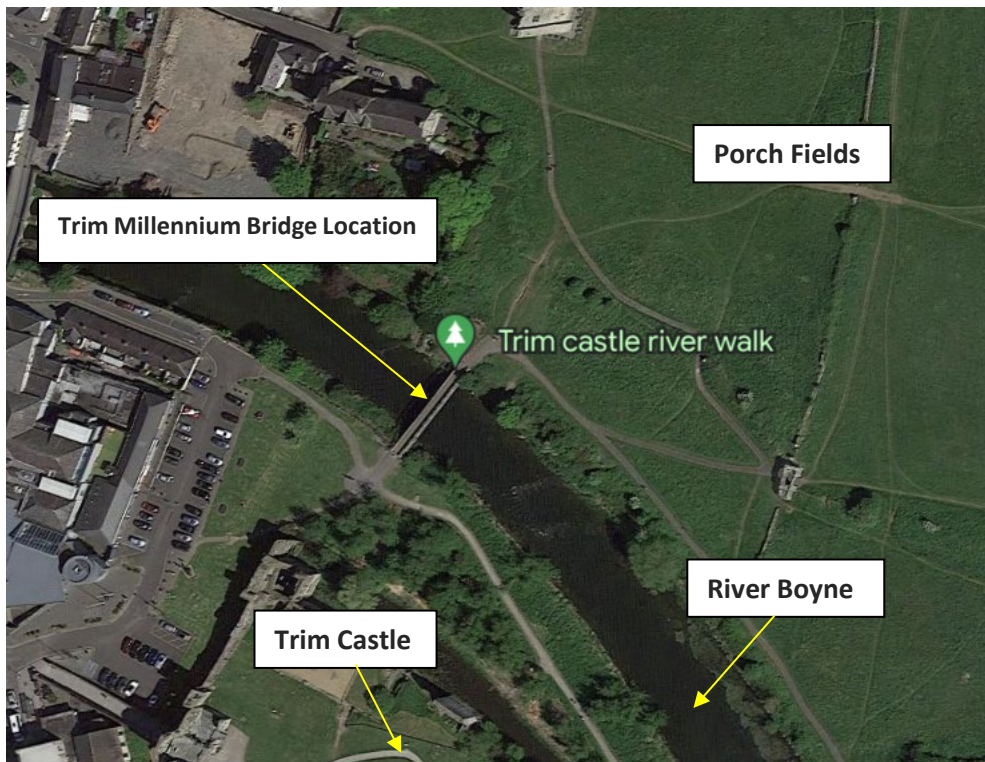 Porch Fields
Trim Millennium Bridge Location
Trim castle river walk
River Boyne
Trim Castle